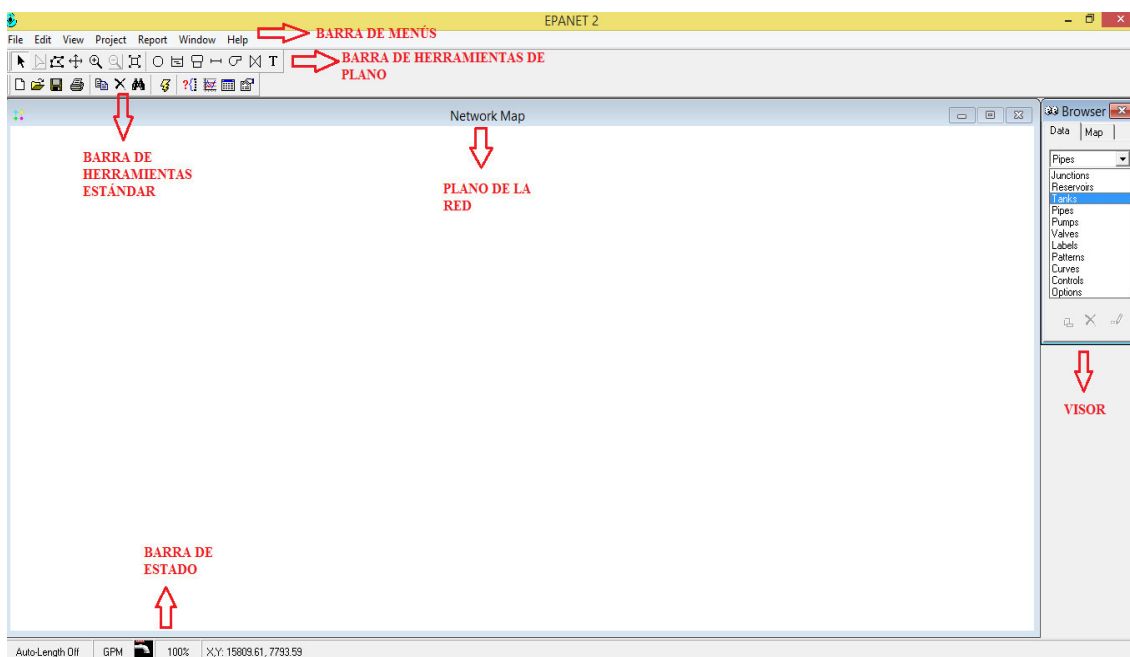 EPANET 2
File Edit View Project Report Window Help
BARRA DE MENÚS
T
BARRA DE HERRAMIENTAS DE
PLANO
Network Map
Browser
Data Map
BARRA DE
HERRAMIENTAS
ESTÁNDAR
PLANO DE LA
RED
Pipes
Junctions
Reservoirs
Tanks
Pipes
Pumps
Valves
Labels
Patterns
Curves
Controls
Options
VISOR
BARRA DE
ESTADO
Auto-Length Off GPM 100% X,Y: 15809.61, 7793.59